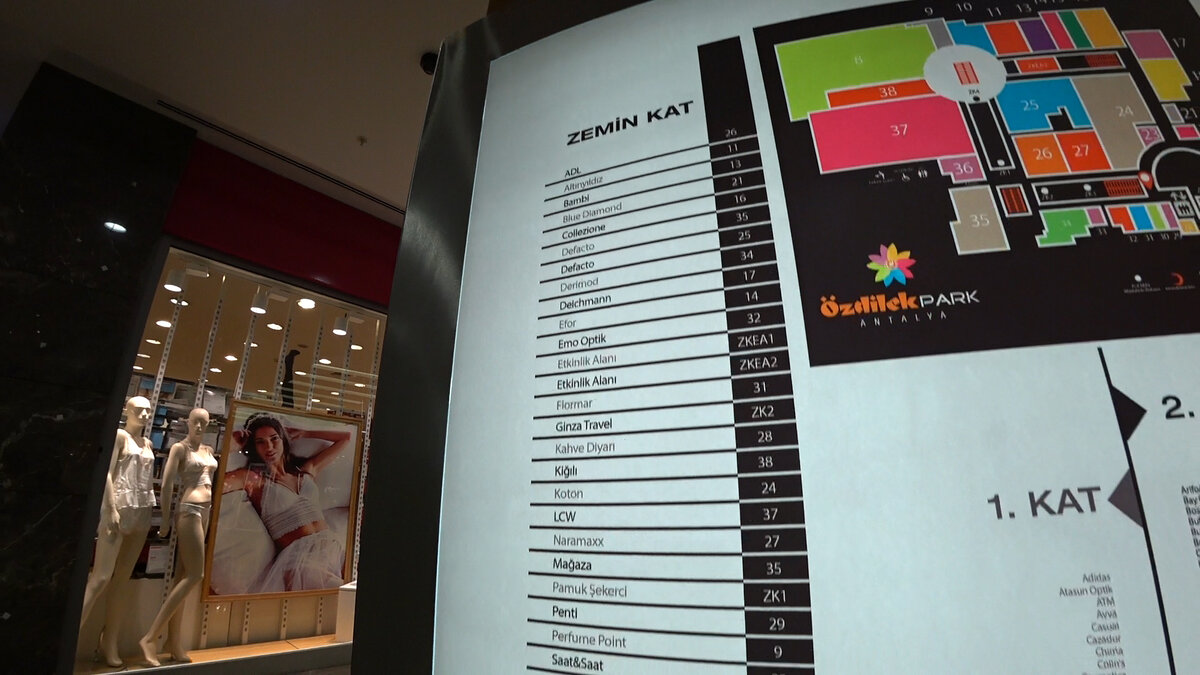 ZEMİN KAT
ADL 26
Altınyıldız 11
Bambi 13
Blue Diamond 21
Collezione 16
Defacto 35
Defacto 25
Derimod 34
Deichmann 17
Efor 14
Emo Optik 32
Etkinlik Alanı ZKEA1
Etkinlik Alanı ZKEA2
Flormar 31
Ginza Travel ZK2
Kahve Diyarı 28
Kiğılı 38
Koton 24
LCW 37
Naramaxx 27
Mağaza 35
Pamuk Şekerci ZK1
Penti 29
Perfume Point 9
Saat&Saat
9 10 11 13
17
8
38
37
36
35
25
24
26
27
23
21
ÖzdilekPARK
ANTALYA
2.
1. KAT
Adidas
Atasun Optik
ATM
Ayva
Casual
Cazador
Chima
Colin's